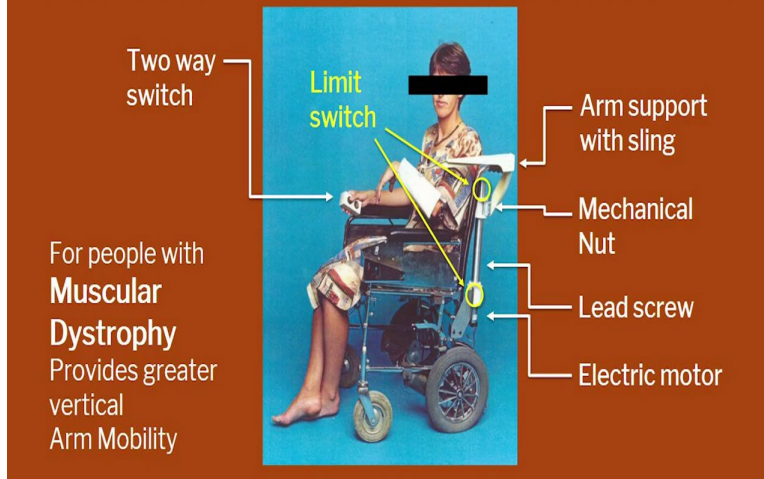 Two way
switch
Limit
switch
Arm support
with sling
Mechanical
Nut
Lead screw
Electric motor
For people with
Muscular
Dystrophy
Provides greater
vertical
Arm Mobility